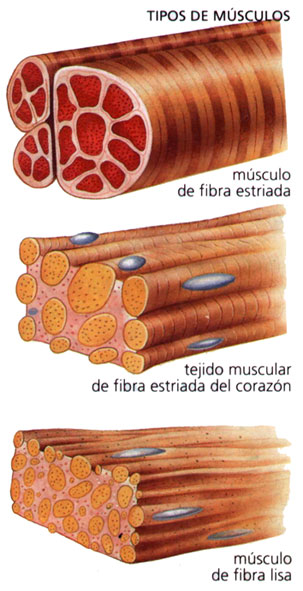 TIPOS DE MÚSCULOS
músculo
de fibra estriada
tejido muscular
de fibra estriada del corazón
músculo
de fibra lisa